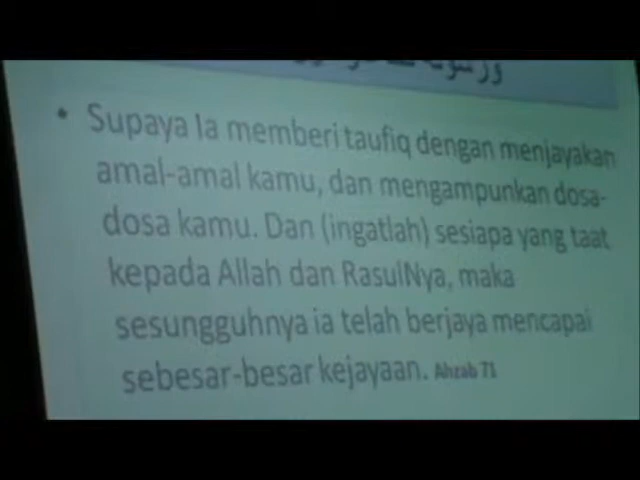 • Supaya Ia memberi taufiq dengan menjayakan
amal-amal kamu, dan mengampunkan dosa-
dosa kamu. Dan (ingatlah) sesiapa yang taat
kepada Allah dan RasulNya, maka
sesungguhnya ia telah berjaya mencapai
sebesar-besar kejayaan. Ahzab 71